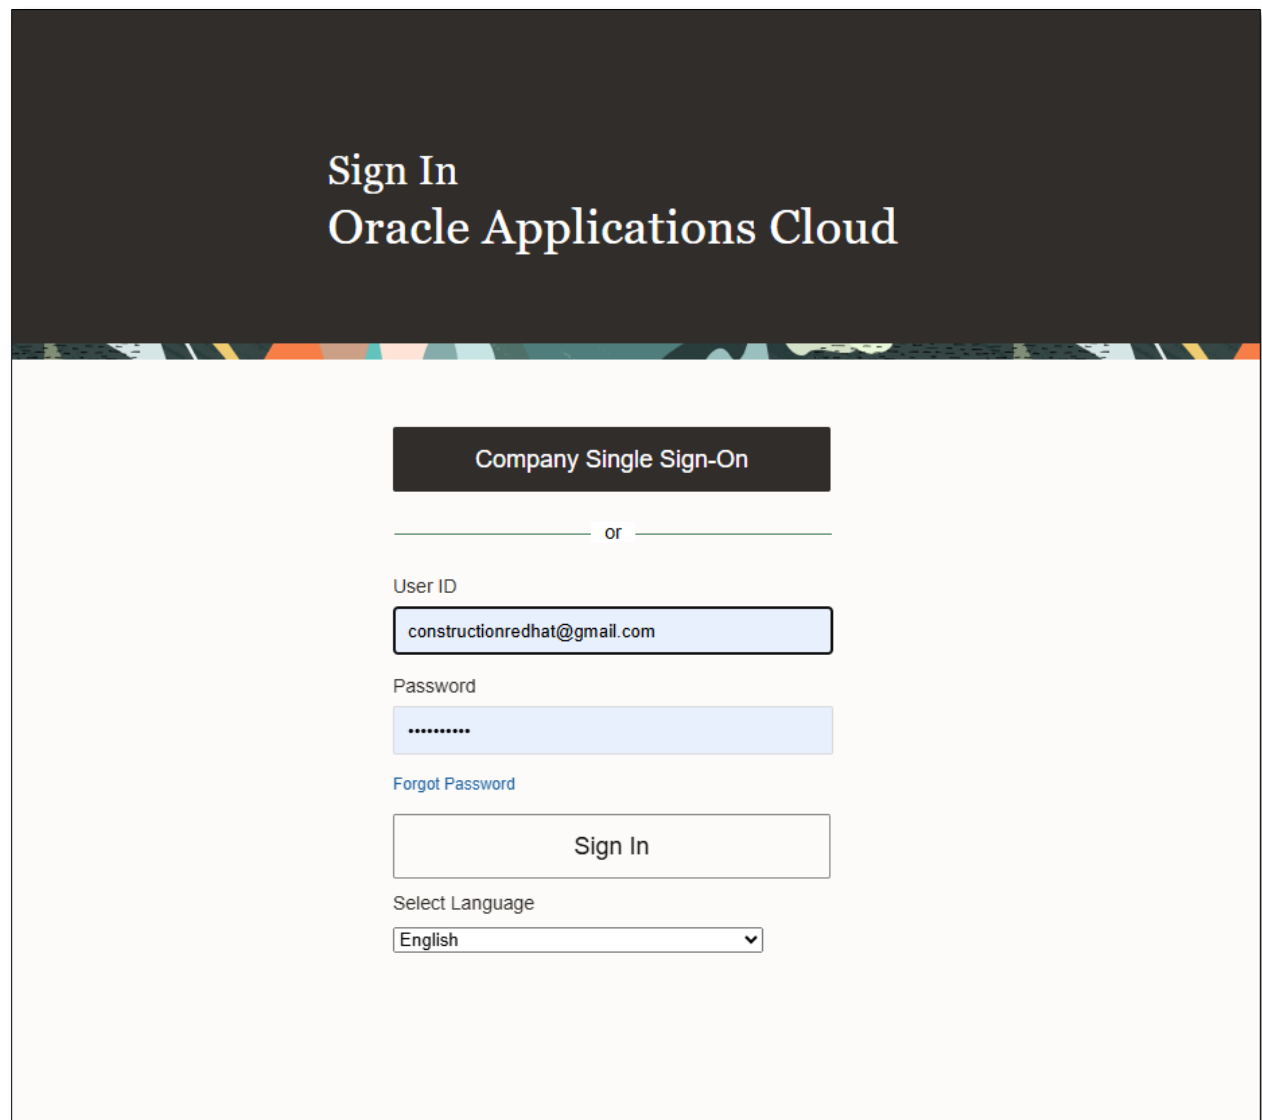 Sign In
Oracle Applications Cloud
Company Single Sign-On
or
User ID
constructionredhat@gmail.com
Password
••••••••••
Forgot Password
Sign In
Select Language
English